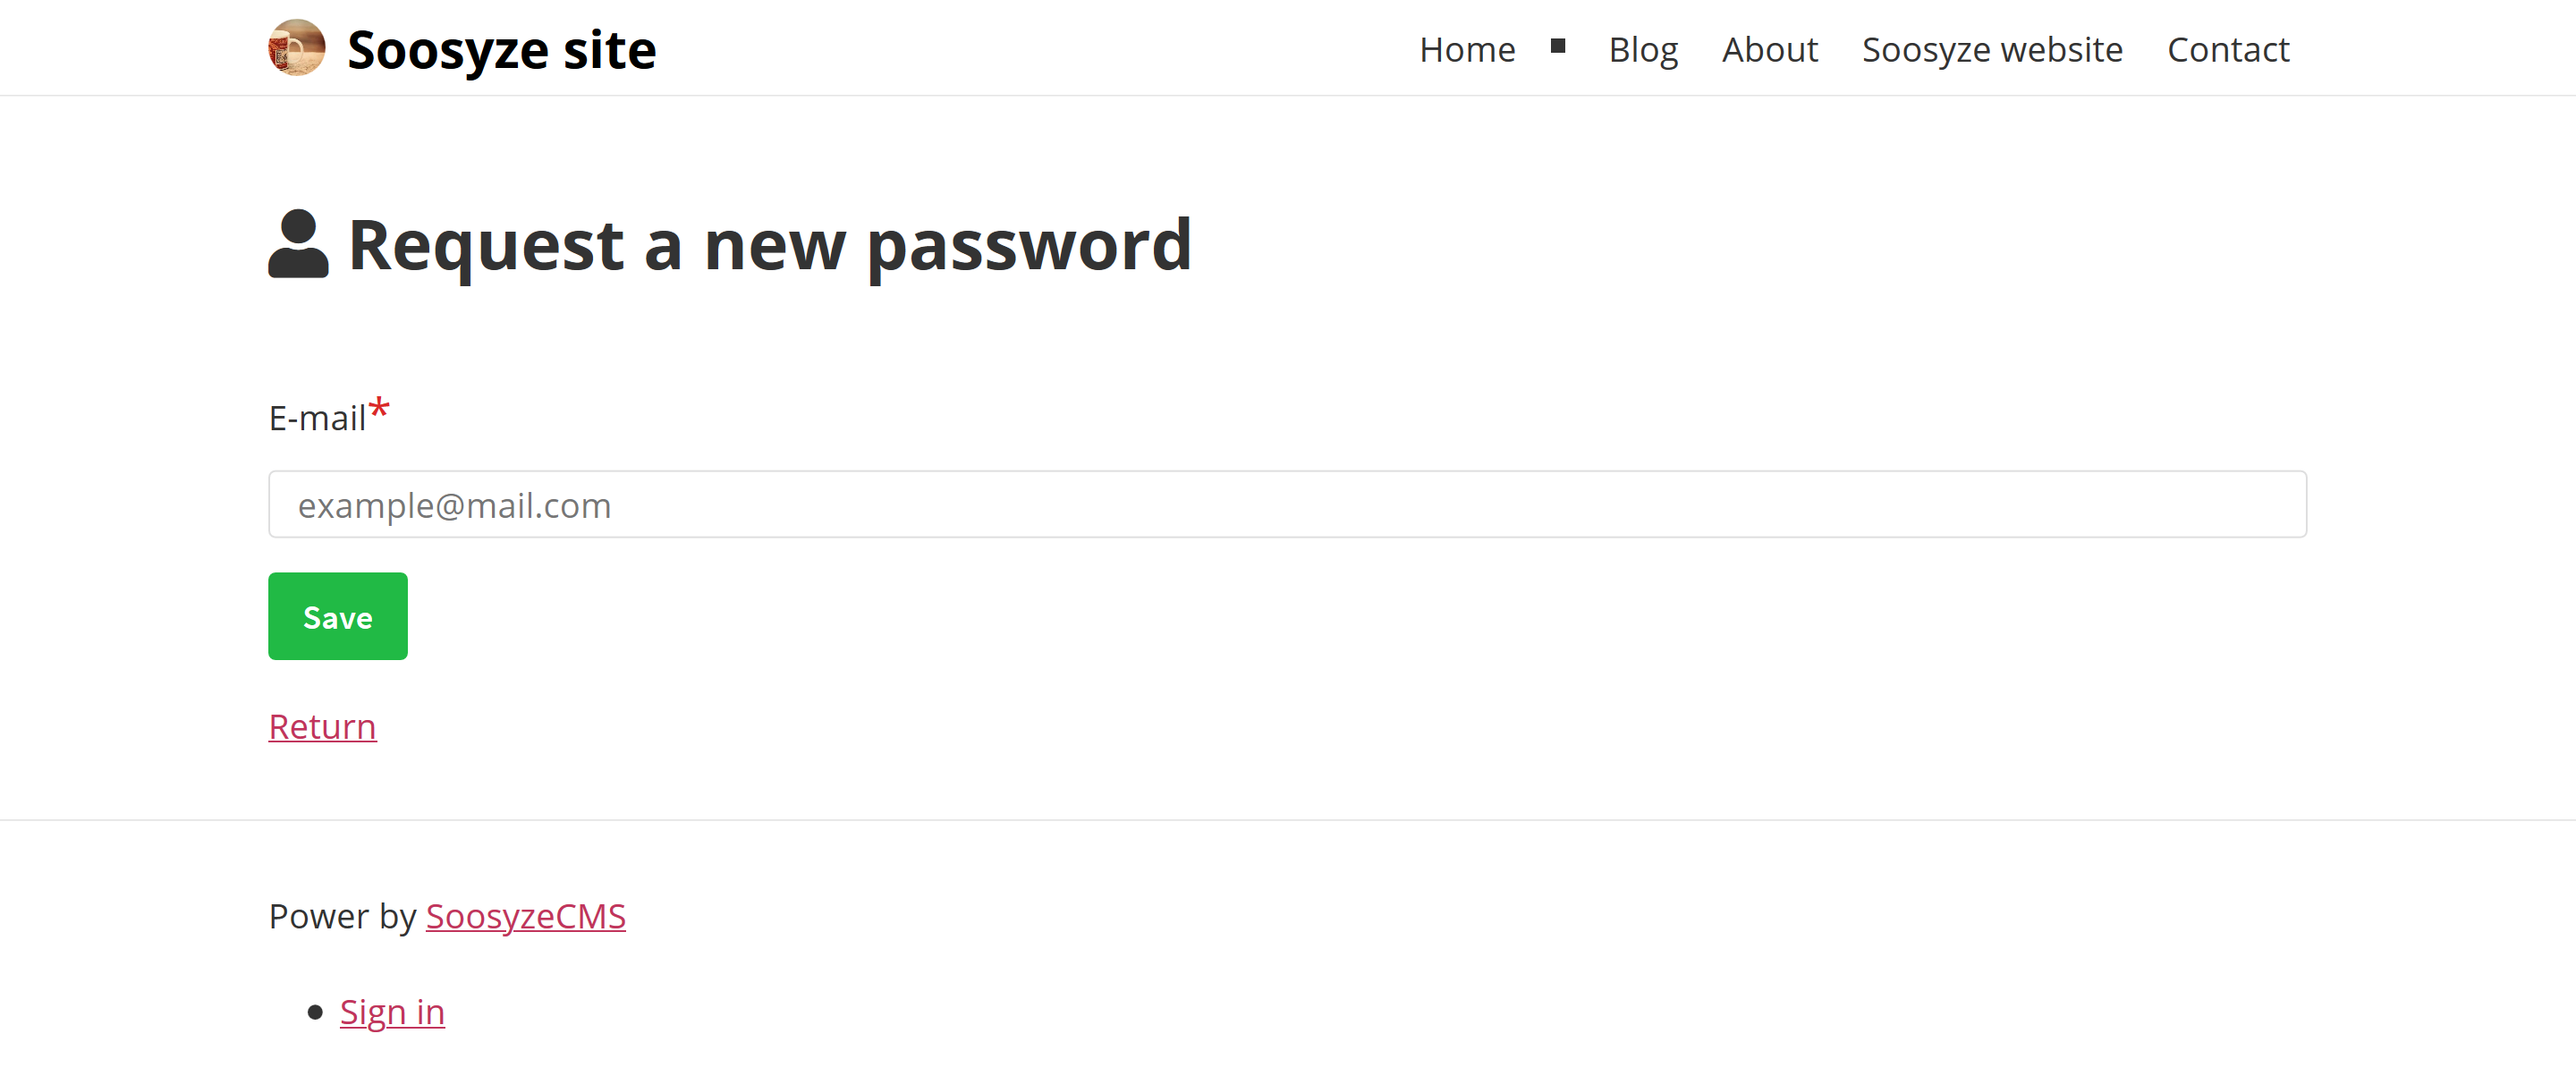 Soosyze site
Home Blog About Soosyze website Contact
Request a new password
E-mail*
example@mail.com
Save
Return
Power by SoosyzeCMS
Sign in